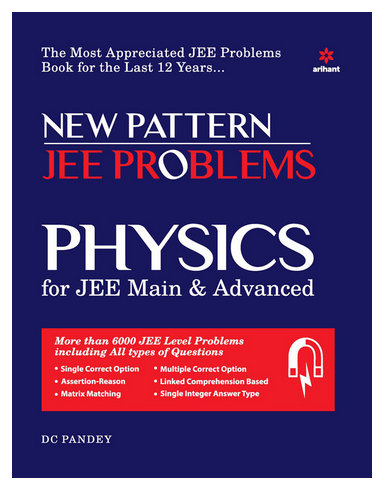 The Most Appreciated JEE Problems
Book for the Last 12 Years...
arihant
NEW PATTERN
JEE PROBLEMS
PHYSICS
for JEE Main & Advanced
More than 6000 JEE Level Problems
including All types of Questions
• Single Correct Option
• Multiple Correct Option
• Assertion-Reason
• Linked Comprehension Based
• Matrix Matching
• Single Integer Answer Type
DC PANDEY